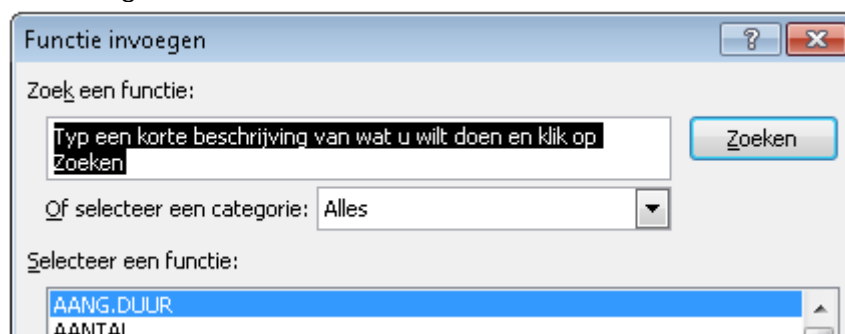 Functie invoegen
Zoek een functie:
Typ een korte beschrijving van wat u wilt doen en klik op
Zoeken
Zoeken
Of selecteer een categorie: Alles
Selecteer een functie:
AANG.DUUR
AANTAL